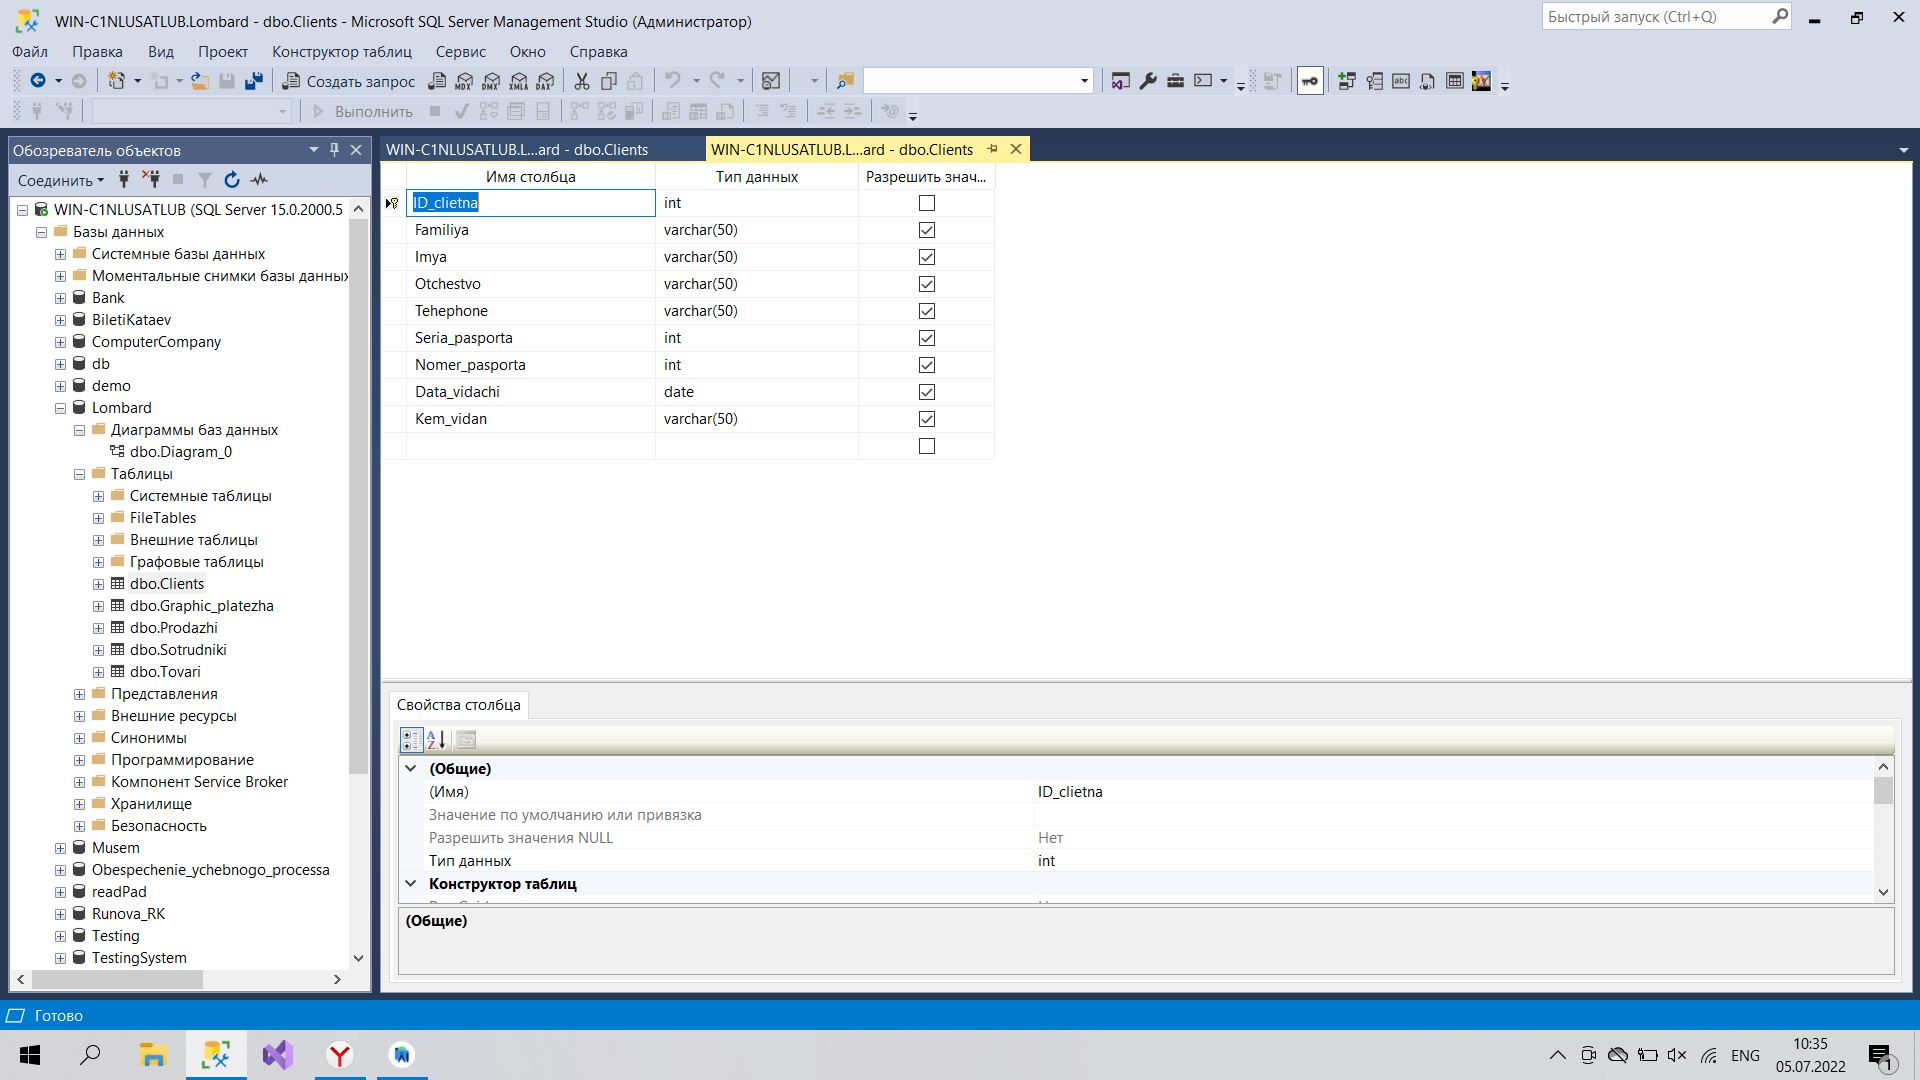 WIN-C1NLUSATLUB.Lombard - dbo.Clients - Microsoft SQL Server Management Studio (Администратор)
Быстрый запуск (Ctrl+Q)
Файл Правка Вид Проект Конструктор таблиц Сервис Окно Справка
Создать запрос MDX DMX XMLA DAX
Выполнить
Обозреватель объектов
WIN-C1NLUSATLUB.L...ard - dbo.Clients
WIN-C1NLUSATLUB.L...ard - dbo.Clients
Соединить
WIN-C1NLUSATLUB (SQL Server 15.0.2000.5
Базы данных
Системные базы данных
Моментальные снимки базы данных
Bank
BiletiKataev
ComputerCompany
db
demo
Lombard
Диаграммы баз данных
dbo.Diagram_0
Таблицы
Системные таблицы
FileTables
Внешние таблицы
Графовые таблицы
dbo.Clients
dbo.Graphic_platezha
dbo.Prodazhi
dbo.Sotrudniki
dbo.Tovari
Представления
Внешние ресурсы
Синонимы
Программирование
Компонент Service Broker
Хранилище
Безопасность
Musem
Obespechenie_ychebnogo_processa
readPad
Runova_RK
Testing
TestingSystem
Имя столбца Тип данных Разрешить знач...
ID_clietna int
Familiya varchar(50)
Imya varchar(50)
Otchestvo varchar(50)
Tehephone varchar(50)
Seria_pasporta int
Nomer_pasporta int
Data_vidachi date
Kem_vidan varchar(50)
Свойства столбца
(Общие)
(Имя) ID_clietna
Значение по умолчанию или привязка
Разрешить значения NULL Нет
Тип данных int
Конструктор таблиц
(Общие)
Готово
ENG
10:35
05.07.2022
1